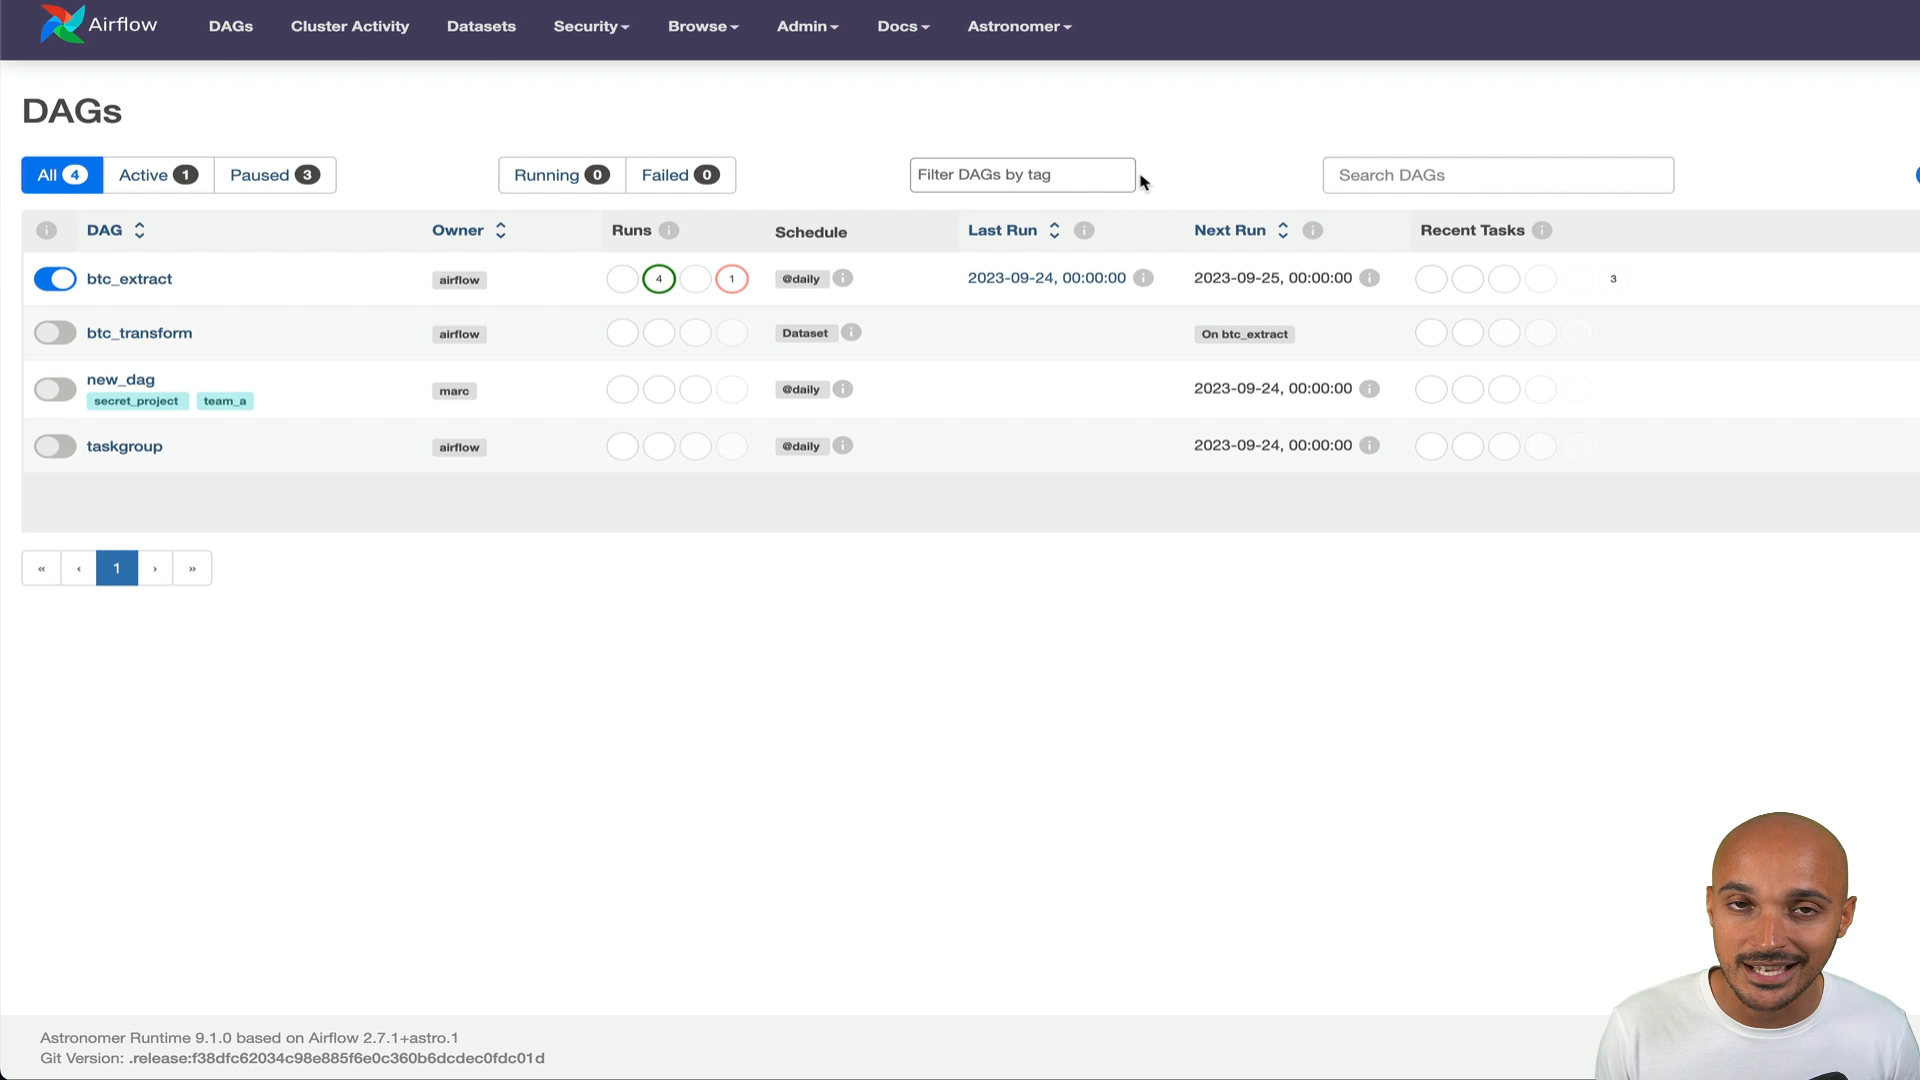 Airflow DAGs Cluster Activity Datasets Security Browse Admin Docs Astronomer
DAGs
All 4 Active 1 Paused 3 Running 0 Failed 0 Filter DAGs by tag Search DAGs
i DAG Owner Runs i Schedule Last Run i Next Run i Recent Tasks i
btc_extract airflow 4 1 @daily i 2023-09-24, 00:00:00 i 2023-09-25, 00:00:00 i 3
btc_transform airflow Dataset i On btc_extract
new_dag marc @daily i 2023-09-24, 00:00:00 i
secret_project team_a
taskgroup airflow @daily i 2023-09-24, 00:00:00 i
« ‹ 1 › »
Astronomer Runtime 9.1.0 based on Airflow 2.7.1+astro.1
Git Version: .release:f38dfc62034c98e885f6e0c360b6dcdec0fdc01d